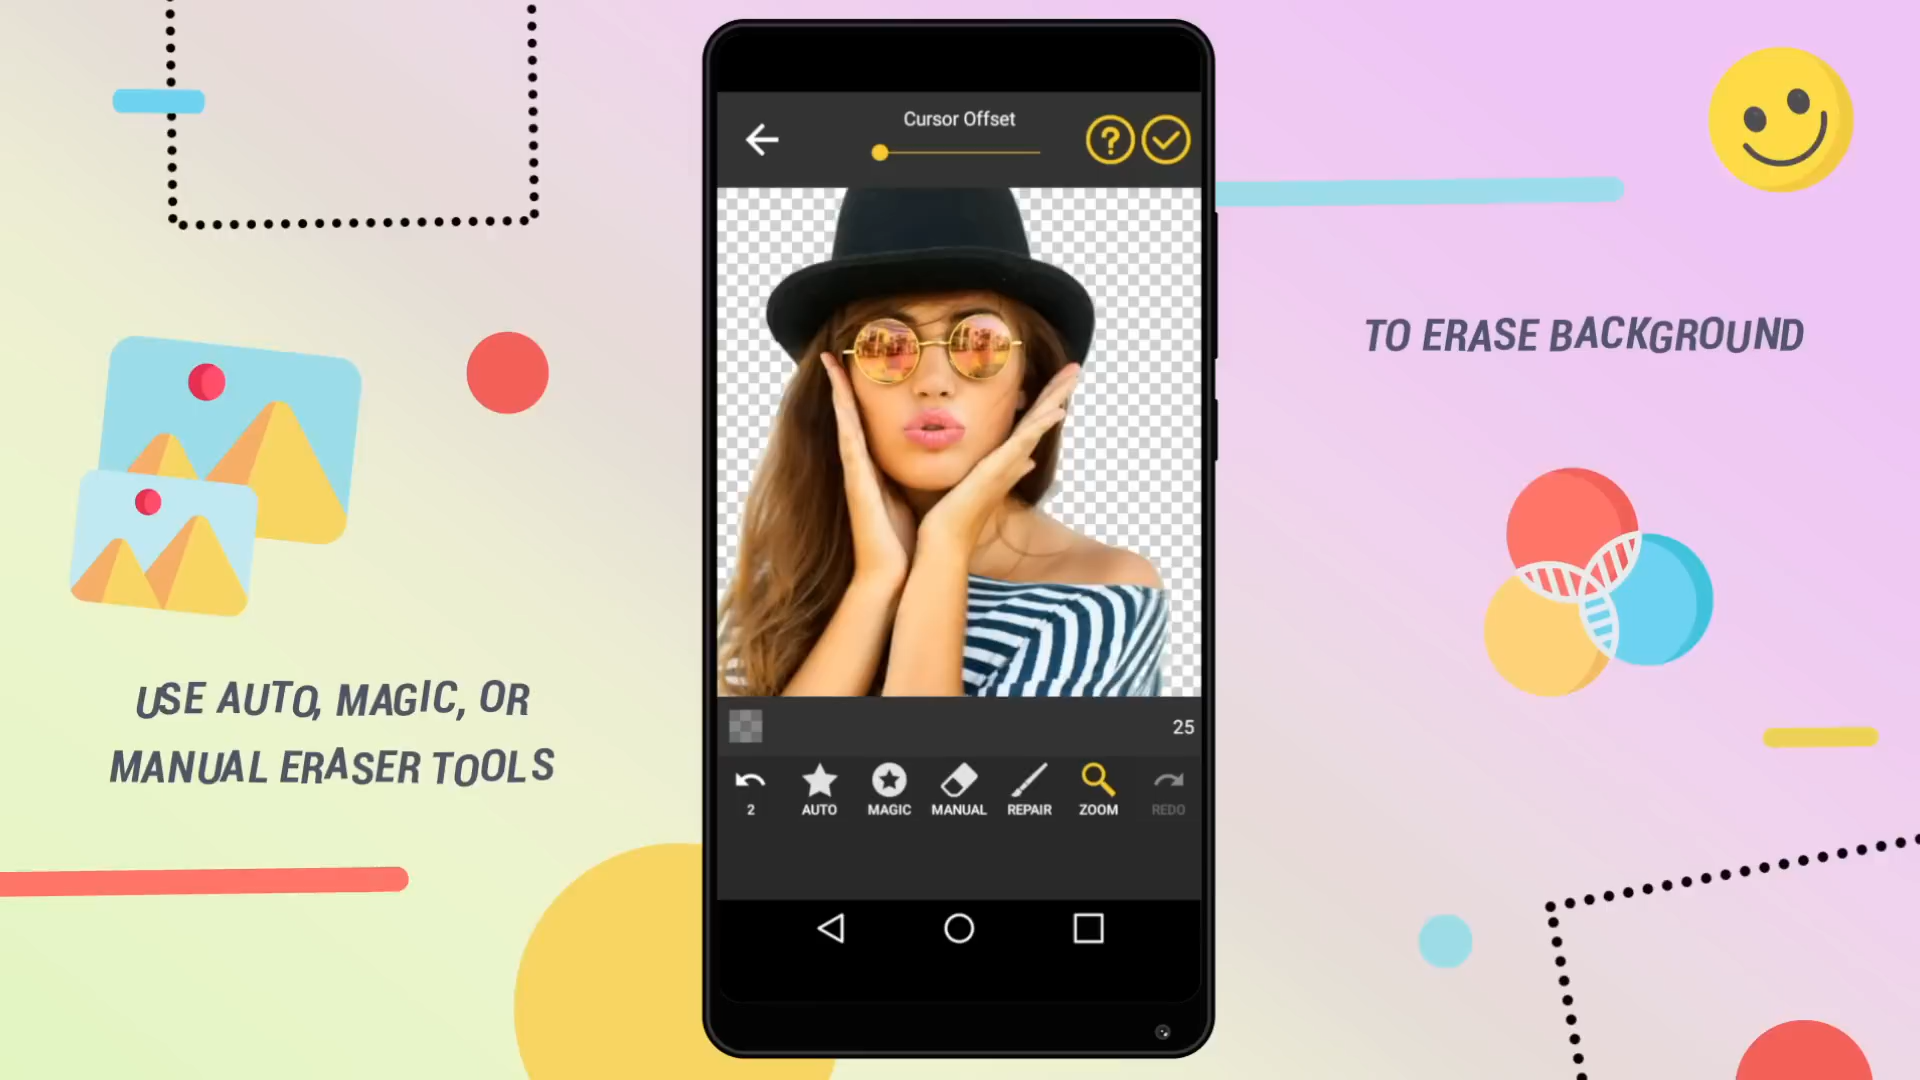 Cursor Offset
TO ERASE BACKGROUND
USE AUTO, MAGIC, OR
MANUAL ERASER TOOLS
25
2
AUTO
MAGIC
MANUAL
REPAIR
ZOOM
REDO